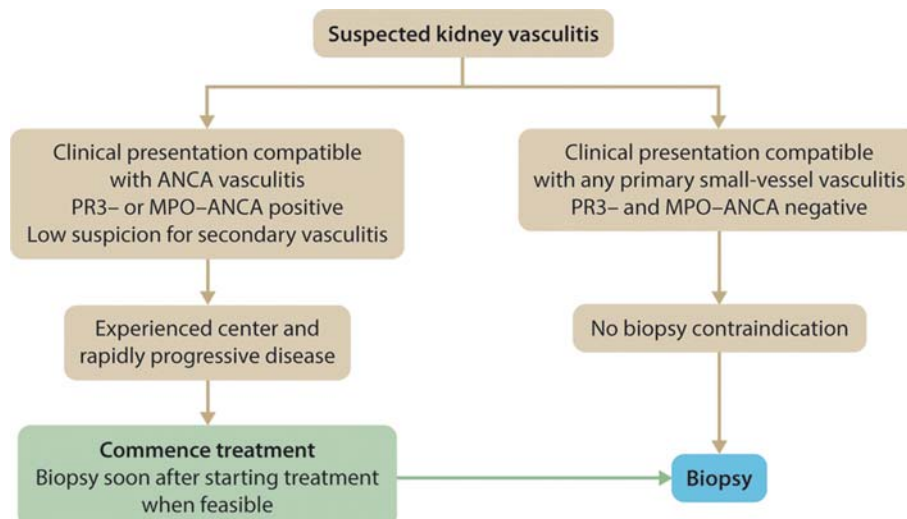 Suspected kidney vasculitis
Clinical presentation compatible
with ANCA vasculitis
PR3– or MPO–ANCA positive
Low suspicion for secondary vasculitis
Clinical presentation compatible
with any primary small-vessel vasculitis
PR3– and MPO–ANCA negative
Experienced center and
rapidly progressive disease
No biopsy contraindication
Commence treatment
Biopsy soon after starting treatment
when feasible
Biopsy